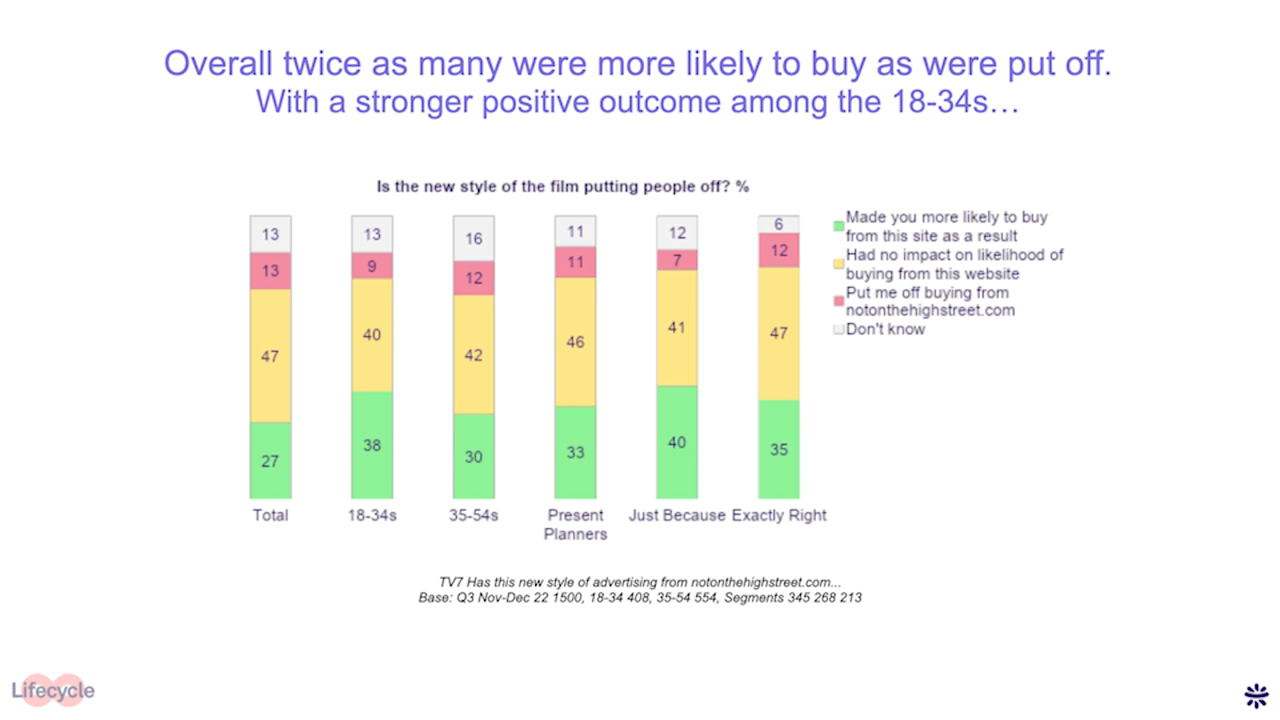 Overall twice as many were more likely to buy as were put off.
With a stronger positive outcome among the 18-34s…
Is the new style of the film putting people off? %
13 13 16 11 12 6
13 9 12 11 7 12
47 40 42 46 41 47
27 38 30 33 40 35
Total 18-34s 35-54s Present Planners Just Because Exactly Right
Made you more likely to buy
from this site as a result
Had no impact on likelihood of
buying from this website
Put me off buying from
notonthehighstreet.com
Don't know
TV7 Has this new style of advertising from notonthehighstreet.com...
Base: Q3 Nov-Dec 22 1500, 18-34 408, 35-54 554, Segments 345 268 213
Lifecycle